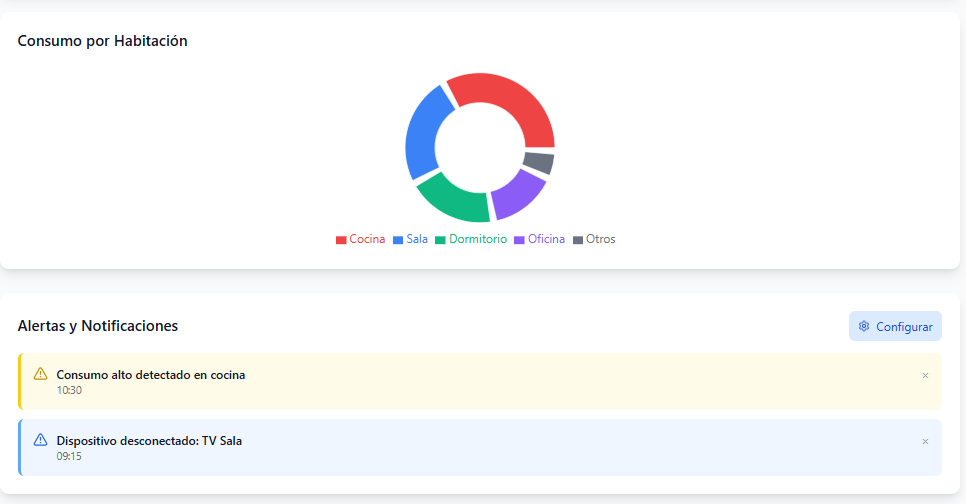 Consumo por Habitación
Cocina Sala Dormitorio Oficina Otros
Alertas y Notificaciones
Configurar
Consumo alto detectado en cocina
×
10:30
Dispositivo desconectado: TV Sala
×
09:15